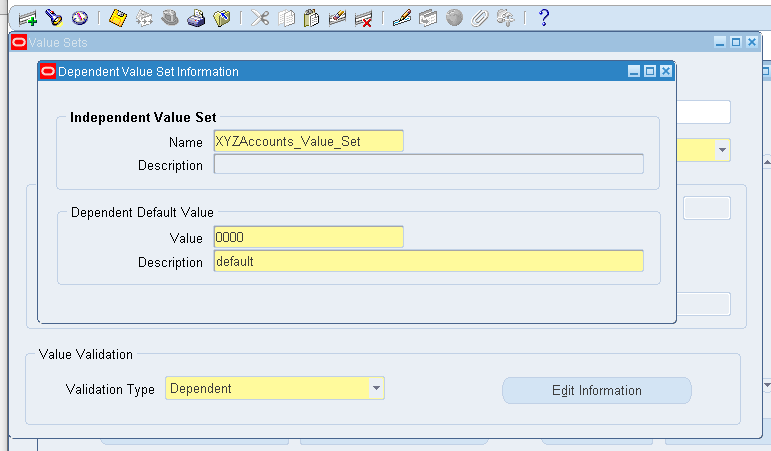 Value Sets
Dependent Value Set Information
Independent Value Set
Name XYZAccounts_Value_Set
Description
Dependent Default Value
Value 0000
Description default
Value Validation
Validation Type Dependent
Edit Information